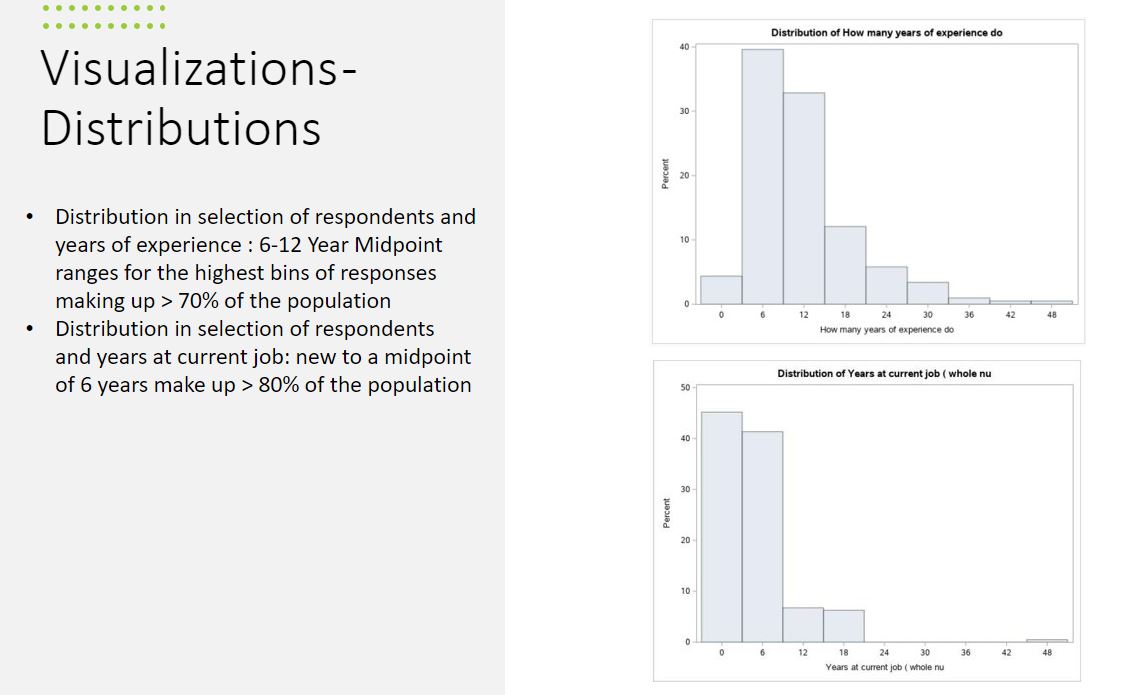 Visualizations-
Distributions
• Distribution in selection of respondents and
years of experience : 6-12 Year Midpoint
ranges for the highest bins of responses
making up > 70% of the population
• Distribution in selection of respondents
and years at current job: new to a midpoint
of 6 years make up > 80% of the population
Distribution of How many years of experience do
40
30
20
10
0
Percent
0 6 12 18 24 30 36 42 48
How many years of experience do
Distribution of Years at current job ( whole nu
50
40
30
20
10
0
Percent
0 6 12 18 24 30 36 42 48
Years at current job ( whole nu